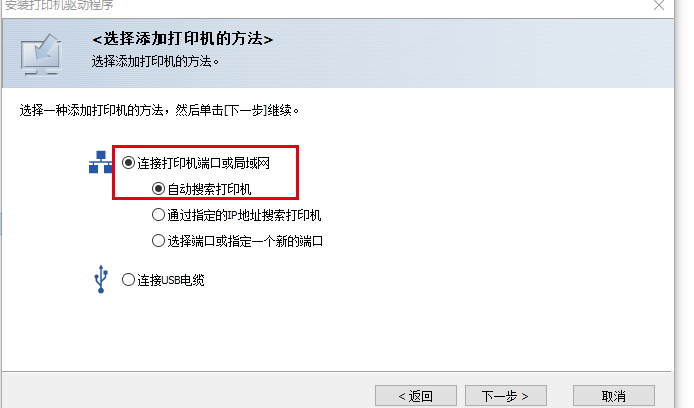 安装打印机驱动程序
<选择添加打印机的方法>
选择添加打印机的方法。
选择一种添加打印机的方法，然后单击[下一步]继续。
连接打印机端口或局域网
自动搜索打印机
通过指定的IP地址搜索打印机
选择端口或指定一个新的端口
连接USB电缆
< 返回
下一步 >
取消